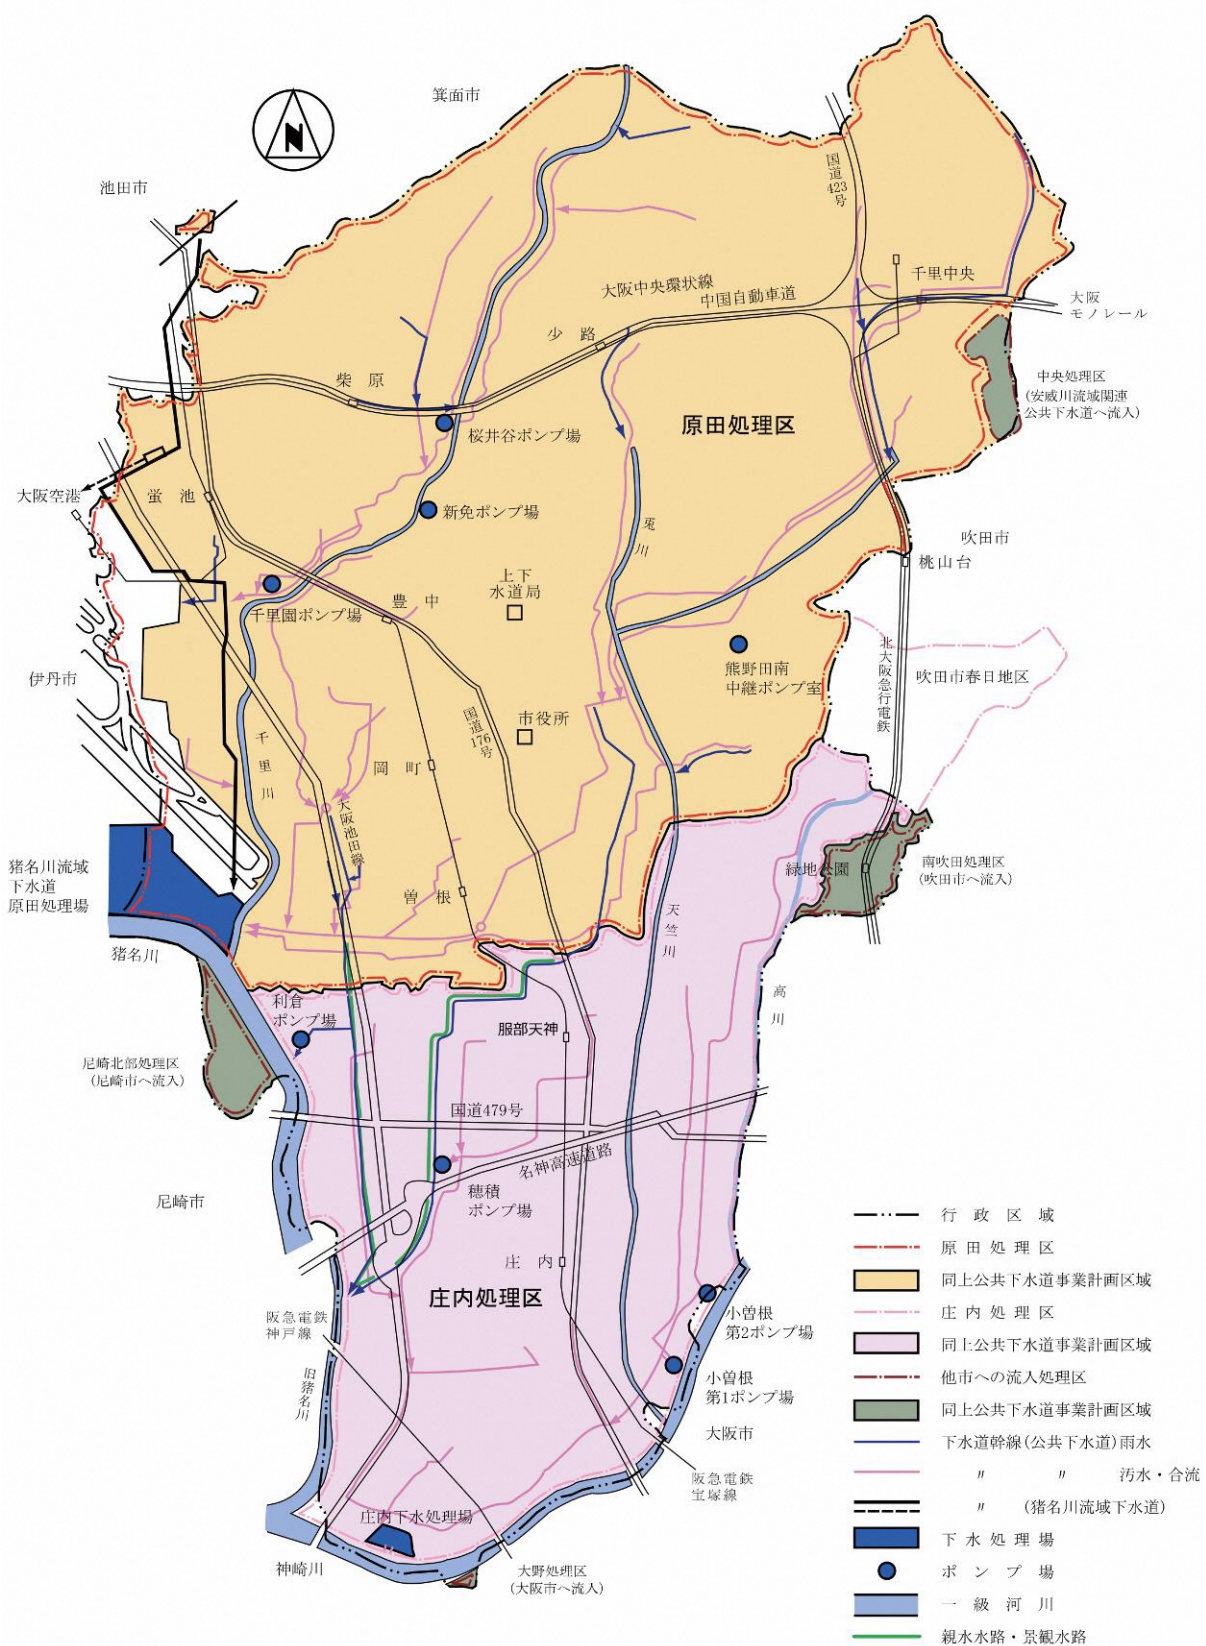 箕面市
N
池田市
国道423号
千里中央
大阪中央環状線
中国自動車道
大阪
モノレール
少路
柴原
中央処理区
(安威川流域関連
公共下水道へ流入)
原田処理区
桜井谷ポンプ場
大阪空港
蛍池
新免ポンプ場
兎川
吹田市
桃山台
上下
水道局
千里園ポンプ場
豊中
熊野田南
中継ポンプ室
北大阪急行電鉄
吹田市春日地区
伊丹市
千里川
国道176号
市役所
岡町
大阪池田線
猪名川流域
下水道
原田処理場
曽根
緑地公園
南吹田処理区
(吹田市へ流入)
天竺川
猪名川
高川
利倉
ポンプ場
服部天神
尼崎北部処理区
(尼崎市へ流入)
国道479号
名神高速道路
尼崎市
穂積
ポンプ場
庄内
庄内処理区
阪急電鉄
神戸線
小曽根
第2ポンプ場
旧猪名川
小曽根
第1ポンプ場
大阪市
阪急電鉄
宝塚線
庄内下水処理場
神崎川
大野処理区
(大阪市へ流入)
行政区域
原田処理区
同上公共下水道事業計画区域
庄内処理区
同上公共下水道事業計画区域
他市への流入処理区
同上公共下水道事業計画区域
下水道幹線(公共下水道)雨水
〃 〃 汚水・合流
〃 (猪名川流域下水道)
下水処理場
ポンプ場
一級河川
親水水路・景観水路